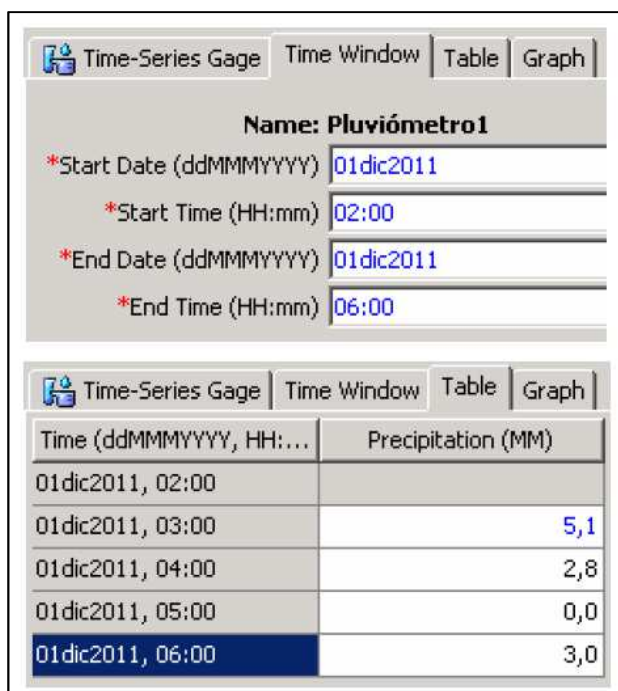 Time-Series Gage Time Window Table Graph
Name: Pluviómetro1
*Start Date (ddMMMYYYY) 01dic2011
*Start Time (HH:mm) 02:00
*End Date (ddMMMYYYY) 01dic2011
*End Time (HH:mm) 06:00
Time-Series Gage Time Window Table Graph
Time (ddMMMYYYY, HH:... Precipitation (MM)
01dic2011, 02:00
01dic2011, 03:00 5,1
01dic2011, 04:00 2,8
01dic2011, 05:00 0,0
01dic2011, 06:00 3,0